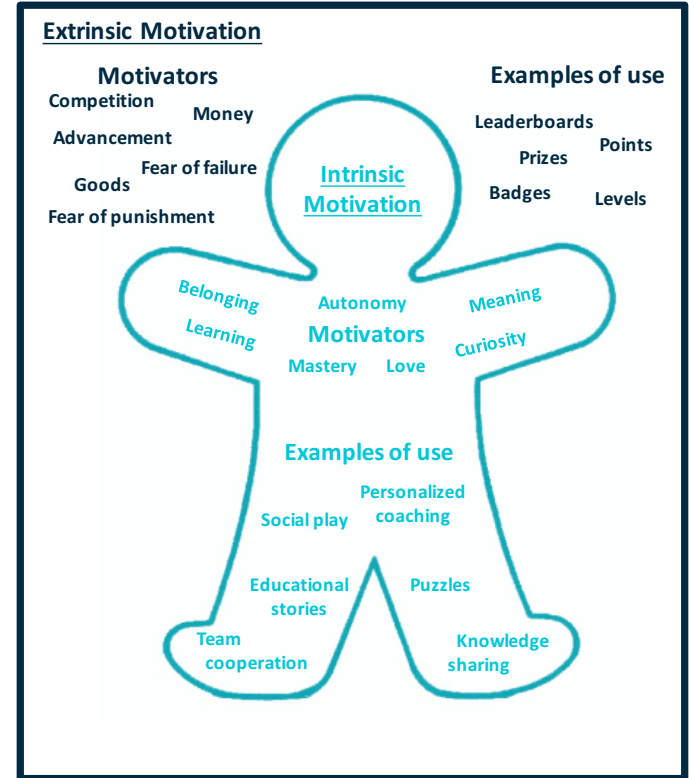 Extrinsic Motivation
Motivators
Competition
Money
Advancement
Fear of failure
Goods
Fear of punishment
Examples of use
Leaderboards
Points
Prizes
Badges
Levels
Intrinsic
Motivation
Belonging
Learning
Autonomy
Motivators
Mastery
Love
Meaning
Curiosity
Examples of use
Personalized
coaching
Social play
Educational
stories
Puzzles
Team
cooperation
Knowledge
sharing